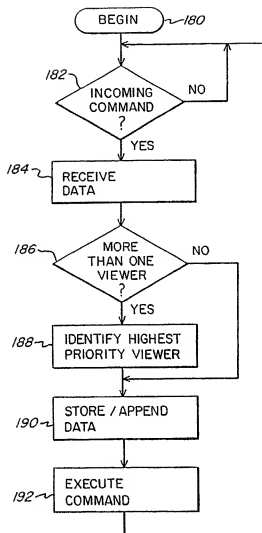 BEGIN
180
182
INCOMING
COMMAND
?
NO
YES
184
RECEIVE
DATA
186
MORE
THAN ONE
VIEWER
?
NO
YES
188
IDENTIFY HIGHEST
PRIORITY VIEWER
190
STORE / APPEND
DATA
192
EXECUTE
COMMAND